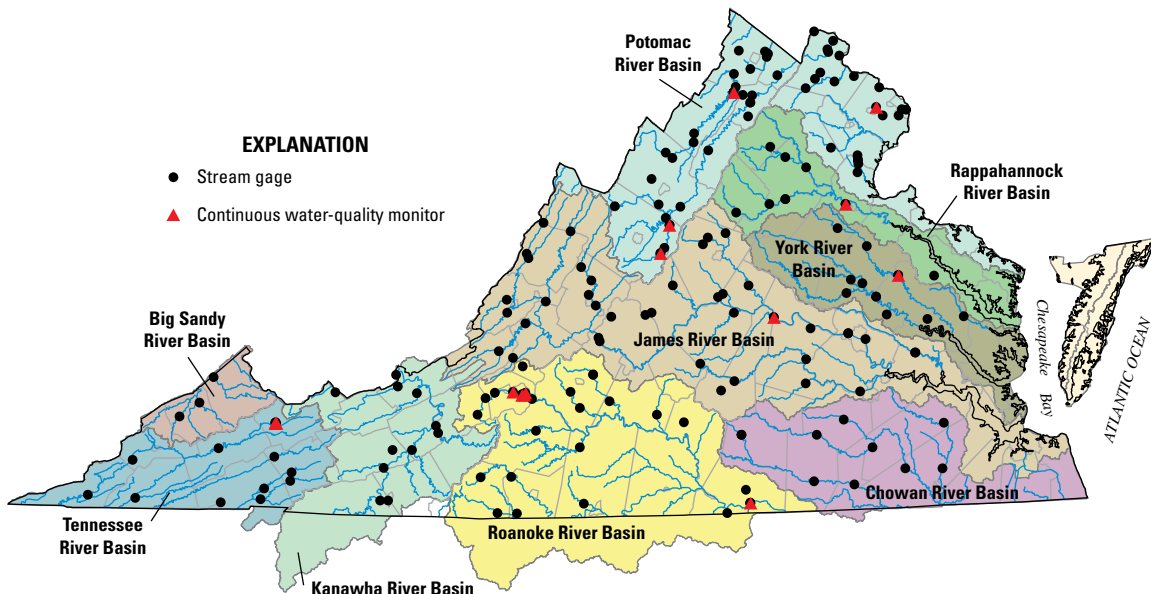 Potomac
River Basin
EXPLANATION
Stream gage
Continuous water-quality monitor
Rappahannock
River Basin
York River
Basin
Big Sandy
River Basin
James River Basin
Chesapeake
Bay
ATLANTIC OCEAN
Tennessee
River Basin
Chowan River Basin
Roanoke River Basin
Kanawha River Basin